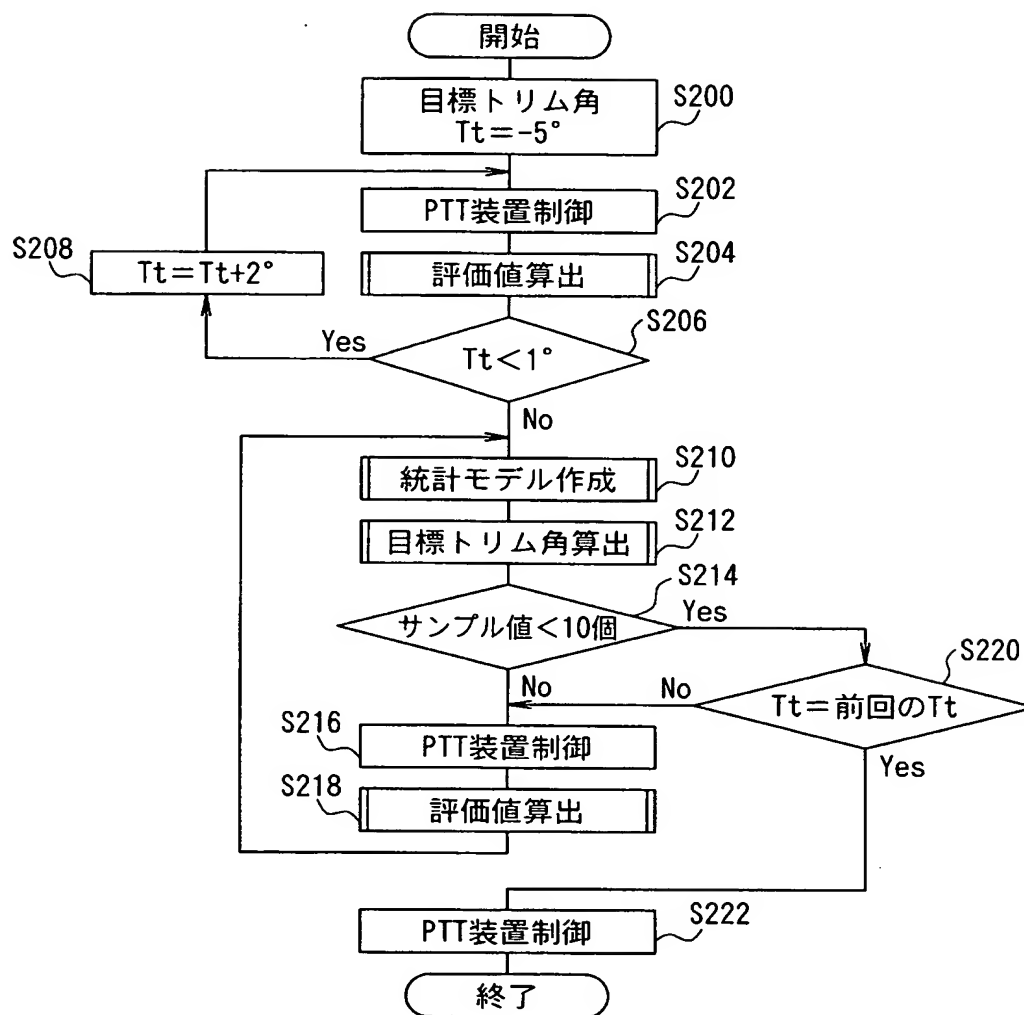 開始
目標トリム角
Tt=-5°
S200
PTT装置制御
S202
S208
Tt=Tt+2°
評価値算出
S204
S206
Yes
Tt<1°
No
統計モデル作成
S210
目標トリム角算出
S212
S214
サンプル値<10個
Yes
S220
No
No
Tt=前回のTt
S216
PTT装置制御
Yes
S218
評価値算出
PTT装置制御
S222
終了